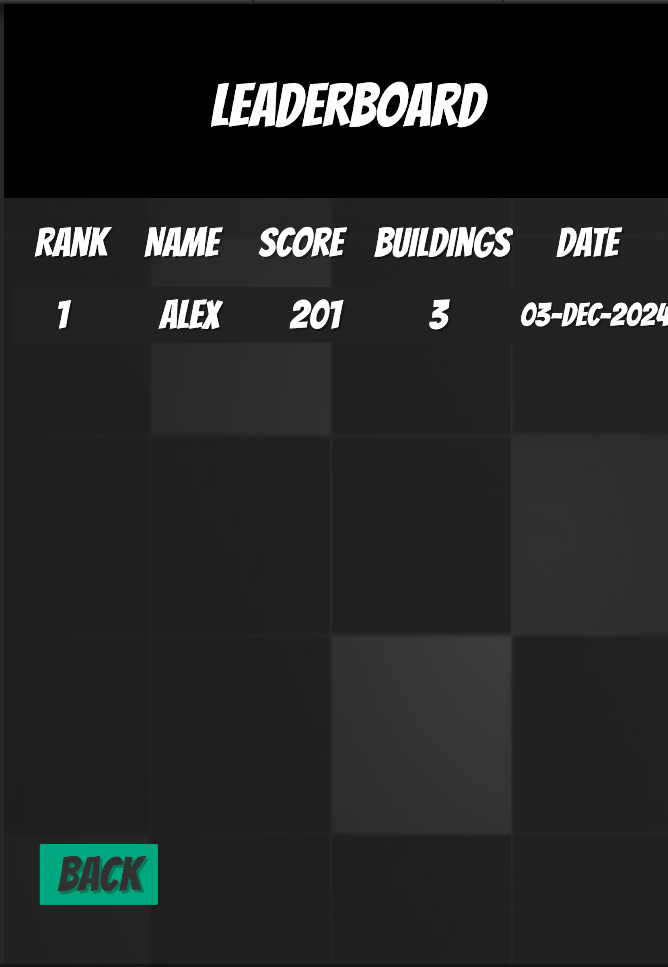 LEADERBOARD
RANK NAME SCORE BUILDINGS DATE
1 ALEX 201 3 03-DEC-2024
BACK